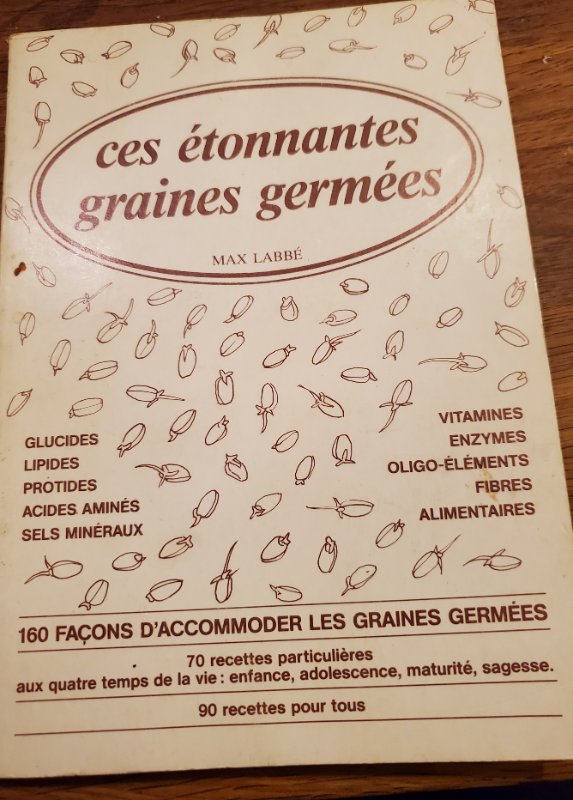 ces étonnantes
graines germées
MAX LABBÉ
GLUCIDES
LIPIDES
PROTIDES
ACIDES AMINÉS
SELS MINÉRAUX
VITAMINES
ENZYMES
OLIGO-ÉLÉMENTS
FIBRES
ALIMENTAIRES
160 FAÇONS D'ACCOMMODER LES GRAINES GERMÉES
70 recettes particulières
aux quatre temps de la vie : enfance, adolescence, maturité, sagesse.
90 recettes pour tous